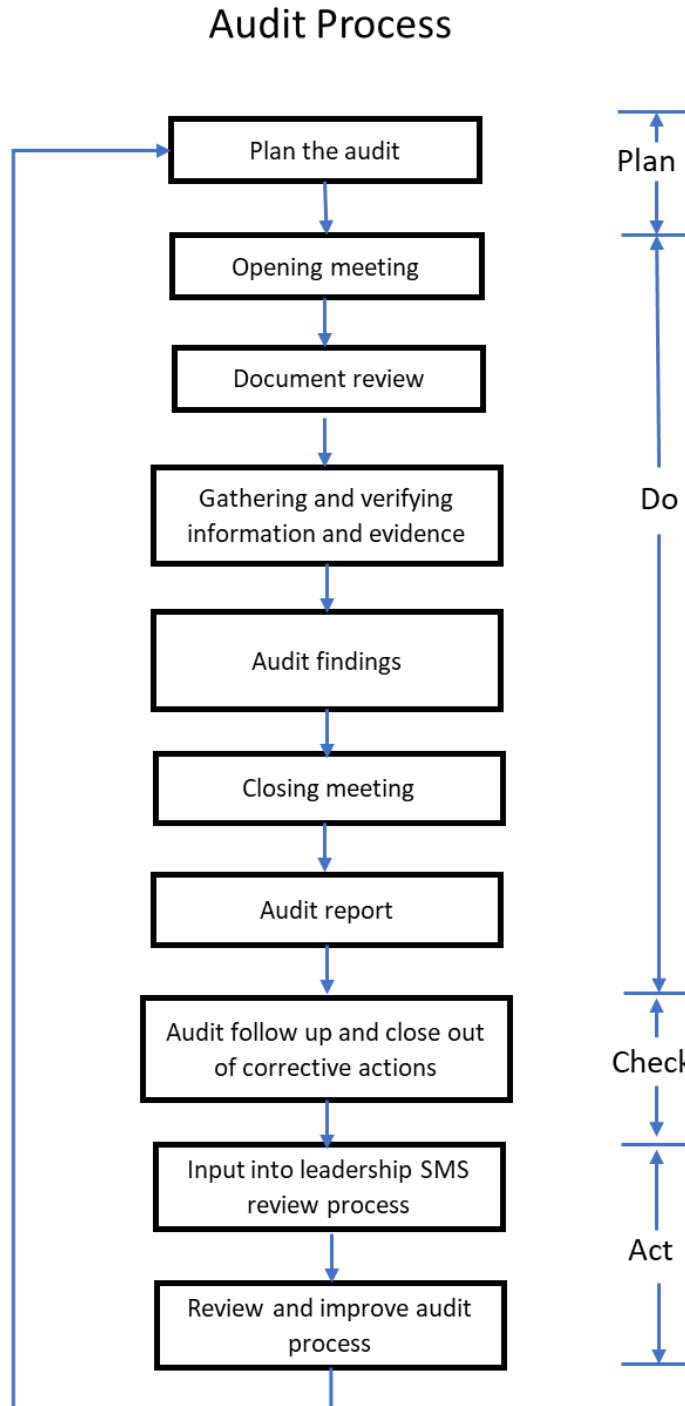 Audit Process
Plan the audit
Plan
Opening meeting
Document review
Gathering and verifying
information and evidence
Do
Audit findings
Closing meeting
Audit report
Audit follow up and close out
of corrective actions
Check
Input into leadership SMS
review process
Act
Review and improve audit
process